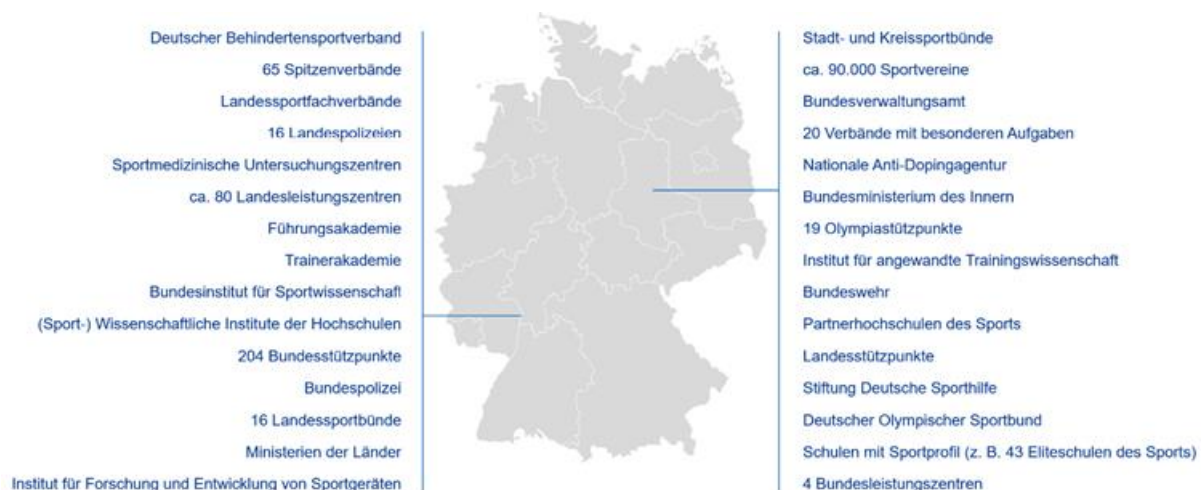 Deutscher Behindertensportverband
65 Spitzenverbände
Landessportfachverbände
16 Landespolizeien
Sportmedizinische Untersuchungszentren
ca. 80 Landesleistungszentren
Führungsakademie
Trainerakademie
Bundesinstitut für Sportwissenschaft
(Sport-) Wissenschaftliche Institute der Hochschulen
204 Bundesstützpunkte
Bundespolizei
16 Landessportbünde
Ministerien der Länder
Institut für Forschung und Entwicklung von Sportgeräten
Stadt- und Kreissportbünde
ca. 90.000 Sportvereine
Bundesverwaltungsamt
20 Verbände mit besonderen Aufgaben
Nationale Anti-Dopingagentur
Bundesministerium des Innern
19 Olympiastützpunkte
Institut für angewandte Trainingswissenschaft
Bundeswehr
Partnerhochschulen des Sports
Landesstützpunkte
Stiftung Deutsche Sporthilfe
Deutscher Olympischer Sportbund
Schulen mit Sportprofil (z. B. 43 Eliteschulen des Sports)
4 Bundesleistungszentren